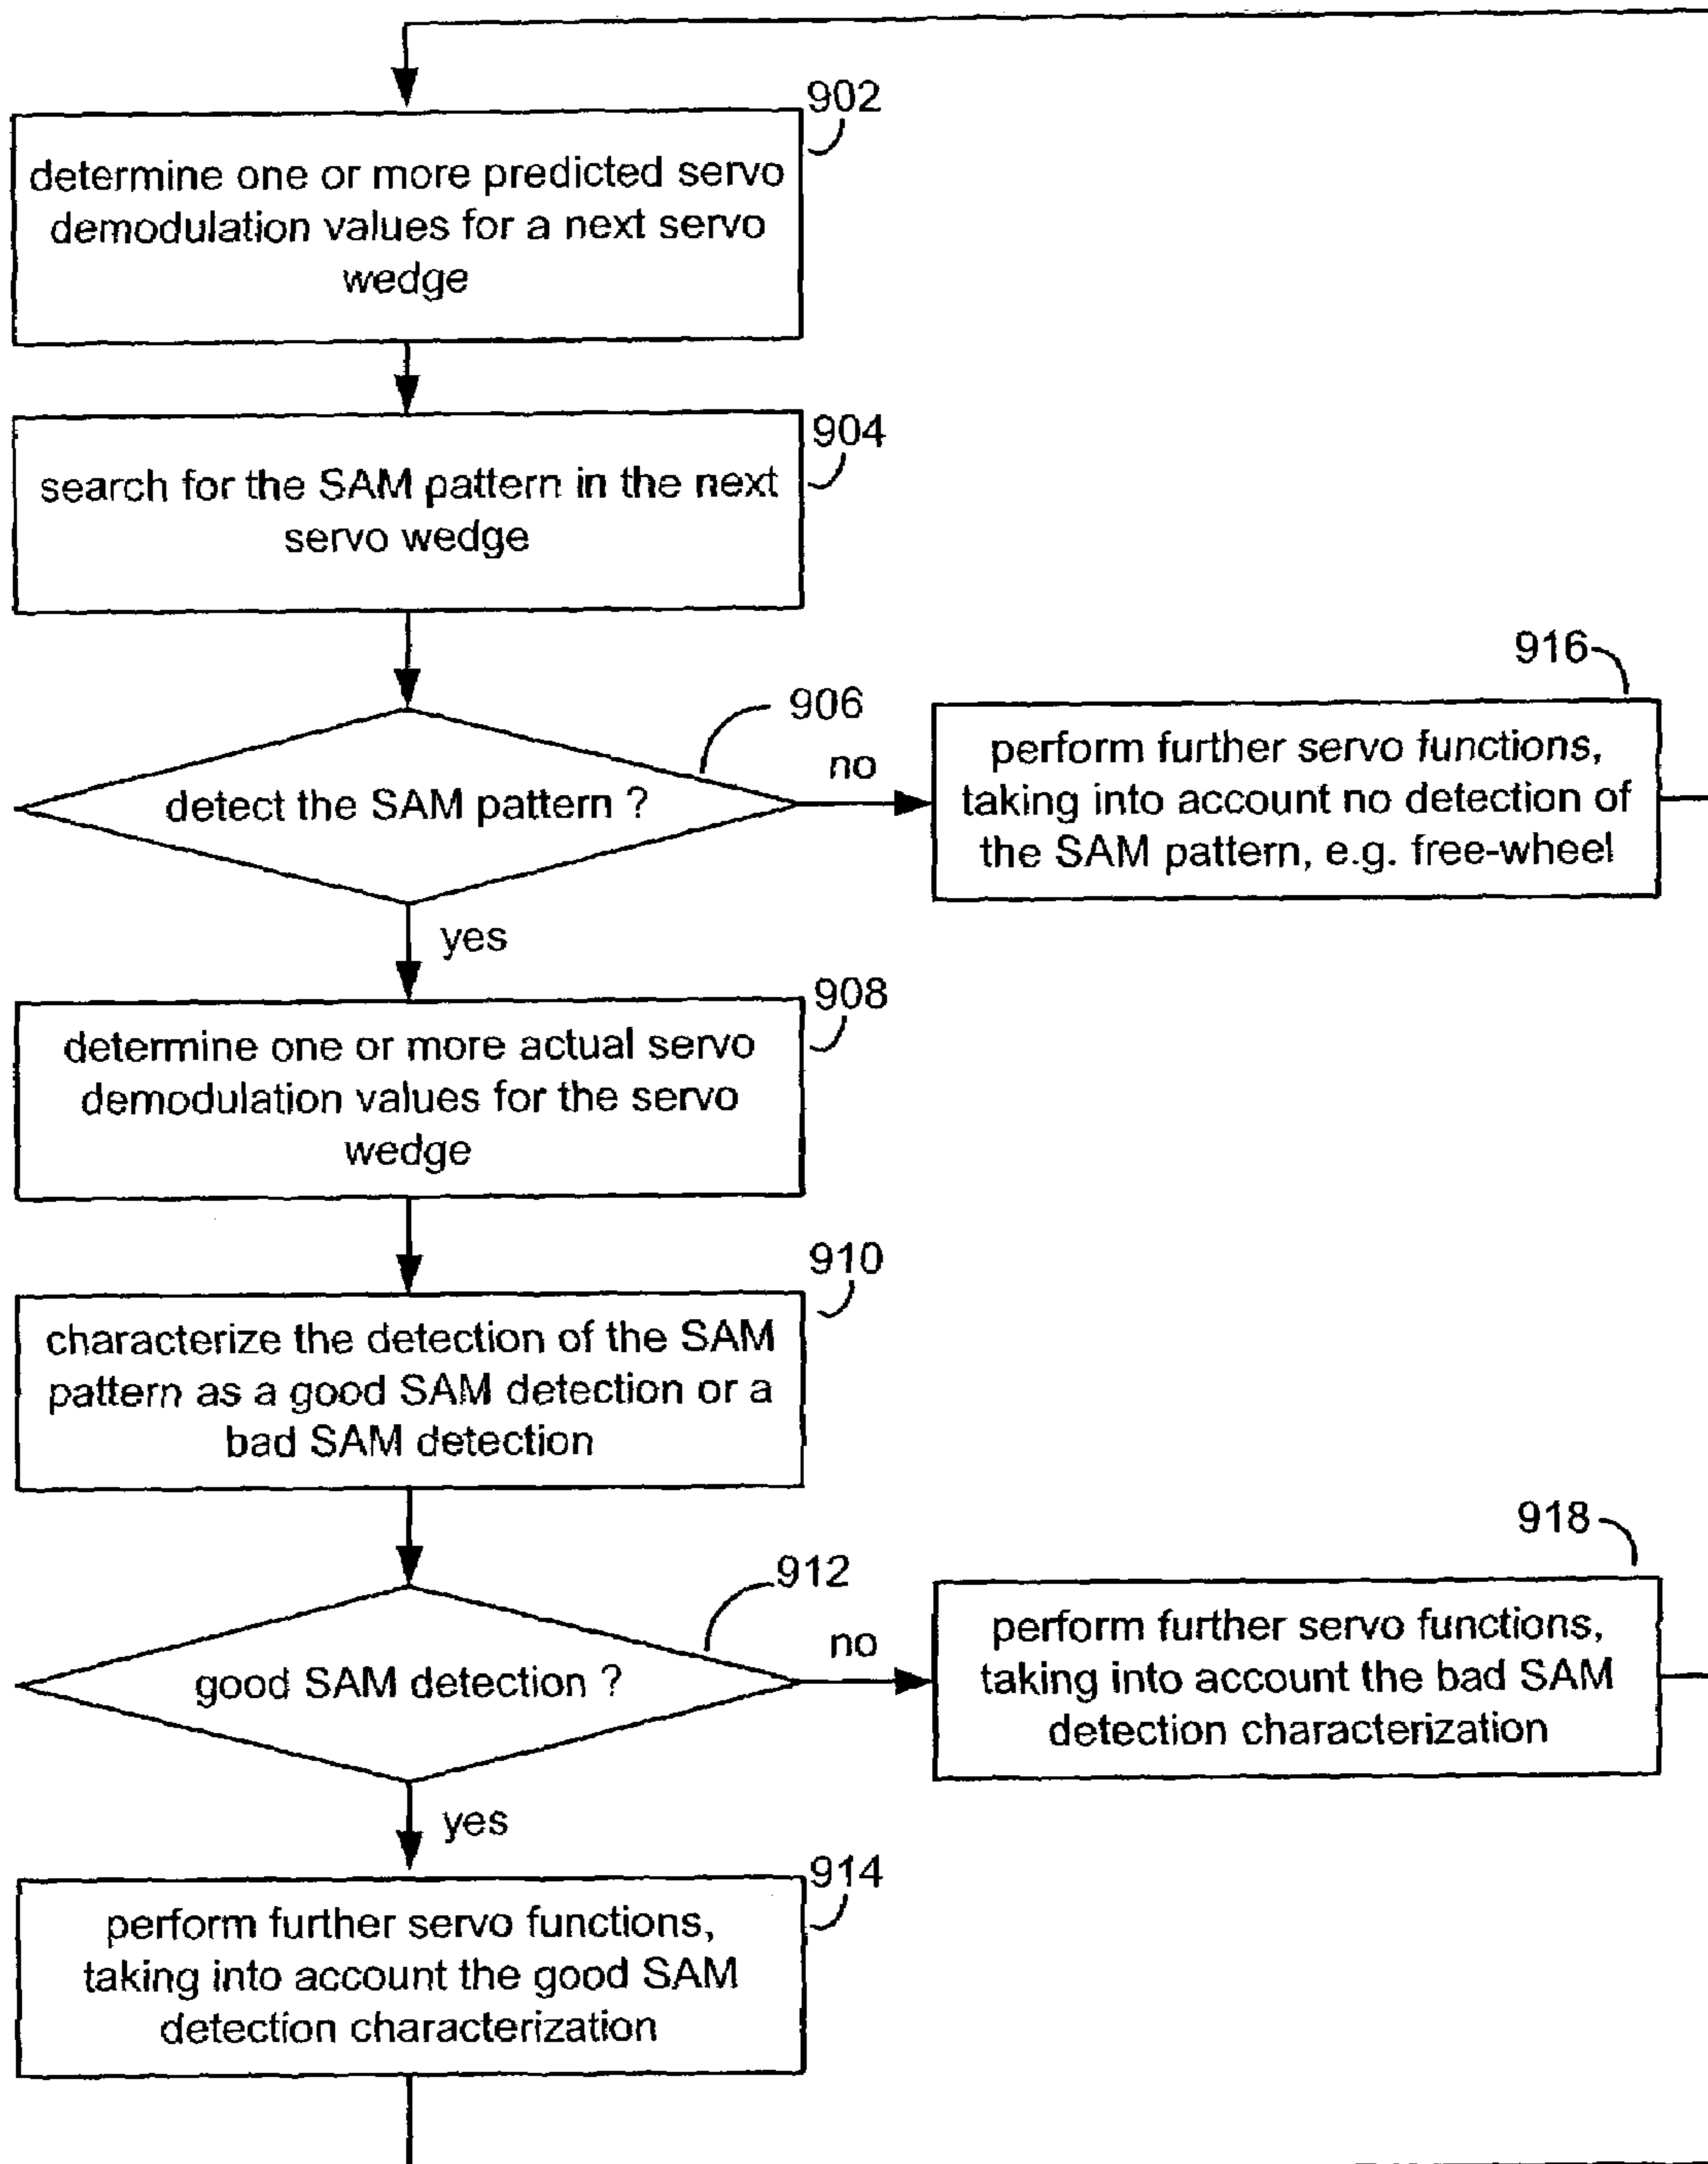 902
determine one or more predicted servo
demodulation values for a next servo
wedge
904
search for the SAM pattern in the next
servo wedge
906
detect the SAM pattern ?
no
916
perform further servo functions,
taking into account no detection of
the SAM pattern, e.g. free-wheel
yes
908
determine one or more actual servo
demodulation values for the servo
wedge
910
characterize the detection of the SAM
pattern as a good SAM detection or a
bad SAM detection
912
good SAM detection ?
no
918
perform further servo functions,
taking into account the bad SAM
detection characterization
yes
914
perform further servo functions,
taking into account the good SAM
detection characterization